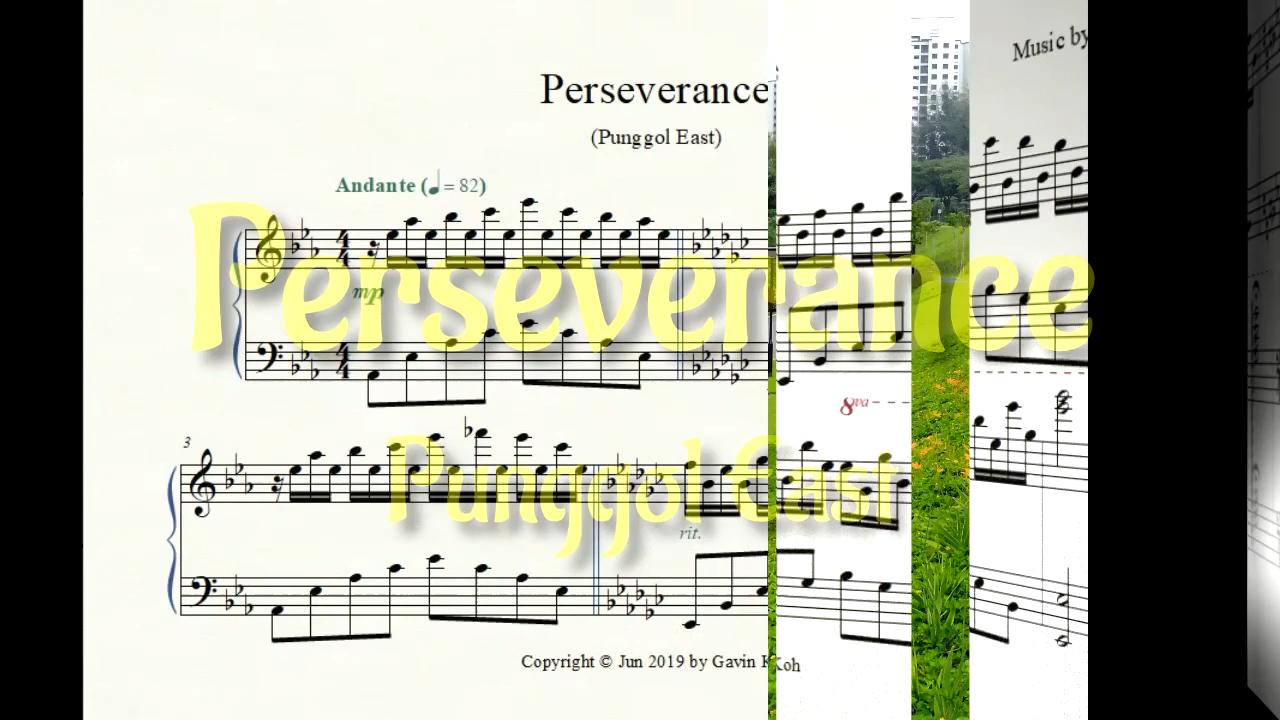 Perseverance
Music by
(Punggol East)
Andante (♩ = 82)
Perseverance
mp
8va
3
Punggol East
rit.
Copyright © Jun 2019 by Gavin Koh